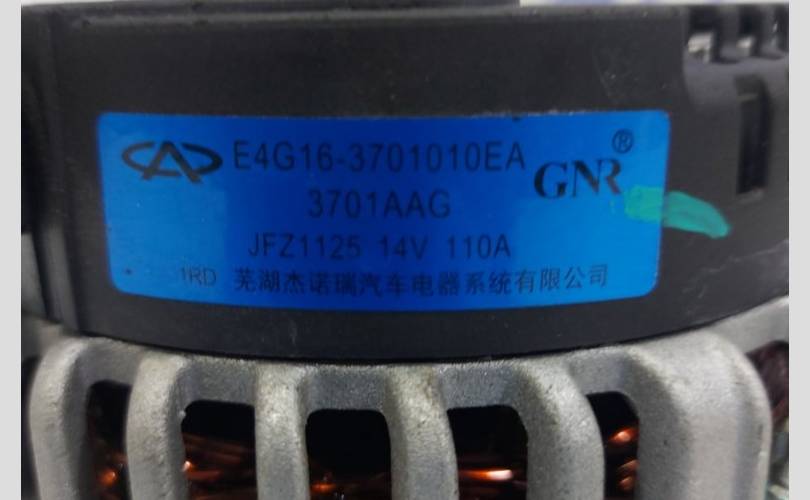 E4G16-3701010EA
GNR®
3701AAG
JFZ1125 14V 110A
1RD 芜湖杰诺瑞汽车电器系统有限公司